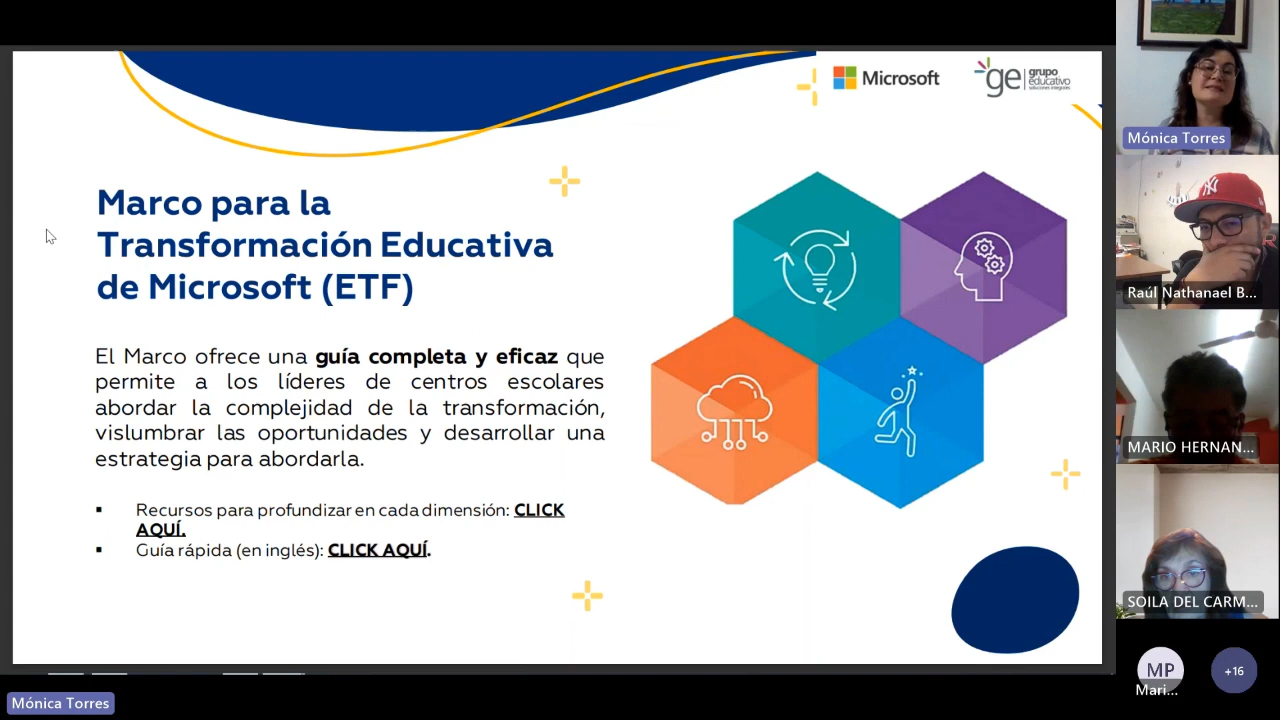 Microsoft
ge grupo
educativo
soluciones integrales
Marco para la
Transformación Educativa
de Microsoft (ETF)
El Marco ofrece una guía completa y eficaz que
permite a los líderes de centros escolares
abordar la complejidad de la transformación,
vislumbrar las oportunidades y desarrollar una
estrategia para abordarla.
▪ Recursos para profundizar en cada dimensión: CLICK
AQUÍ.
▪ Guía rápida (en inglés): CLICK AQUÍ.
Mónica Torres
Raúl Nathanael B...
MARIO HERNAN...
SOILA DEL CARM...
MP
Mari...
+16
Mónica Torres